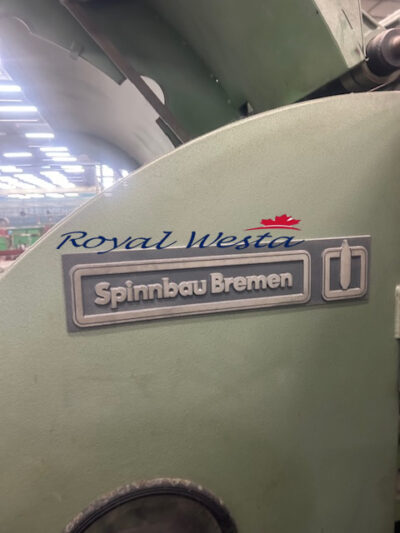 Royal Westa
Spinnbau Bremen